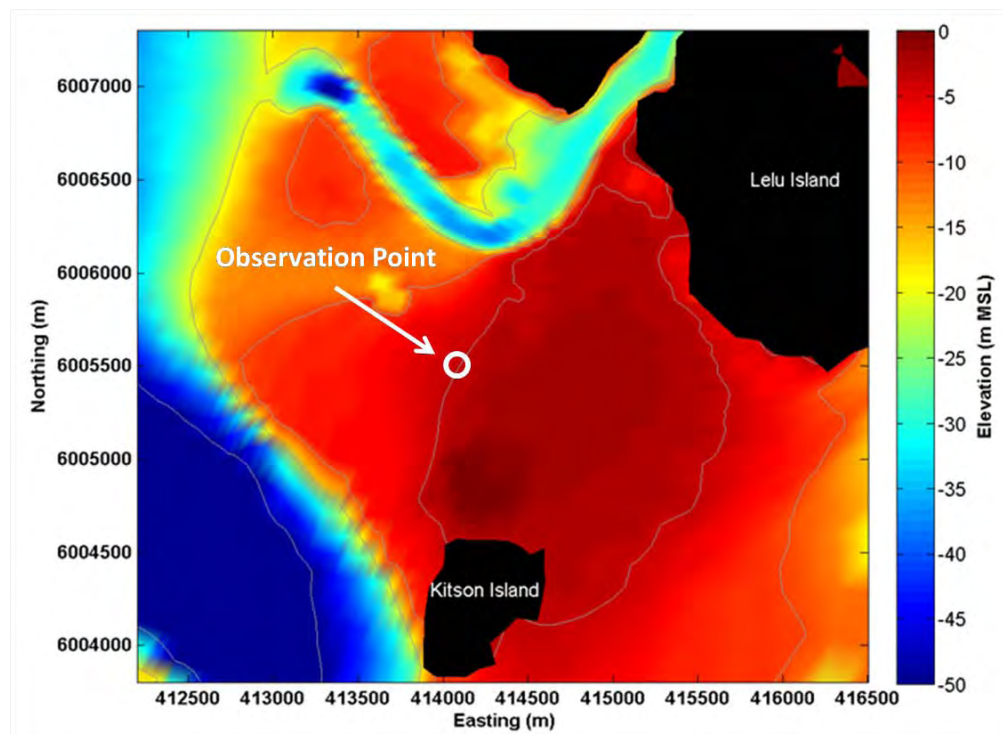 6007000
6006500
6006000
6005500
6005000
6004500
6004000
Northing (m)
412500 413000 413500 414000 414500 415000 415500 416000 416500
Easting (m)
Lelu Island
Observation Point
Kitson Island
0
-5
-10
-15
-20
-25
-30
-35
-40
-45
-50
Elevation (m MSL)